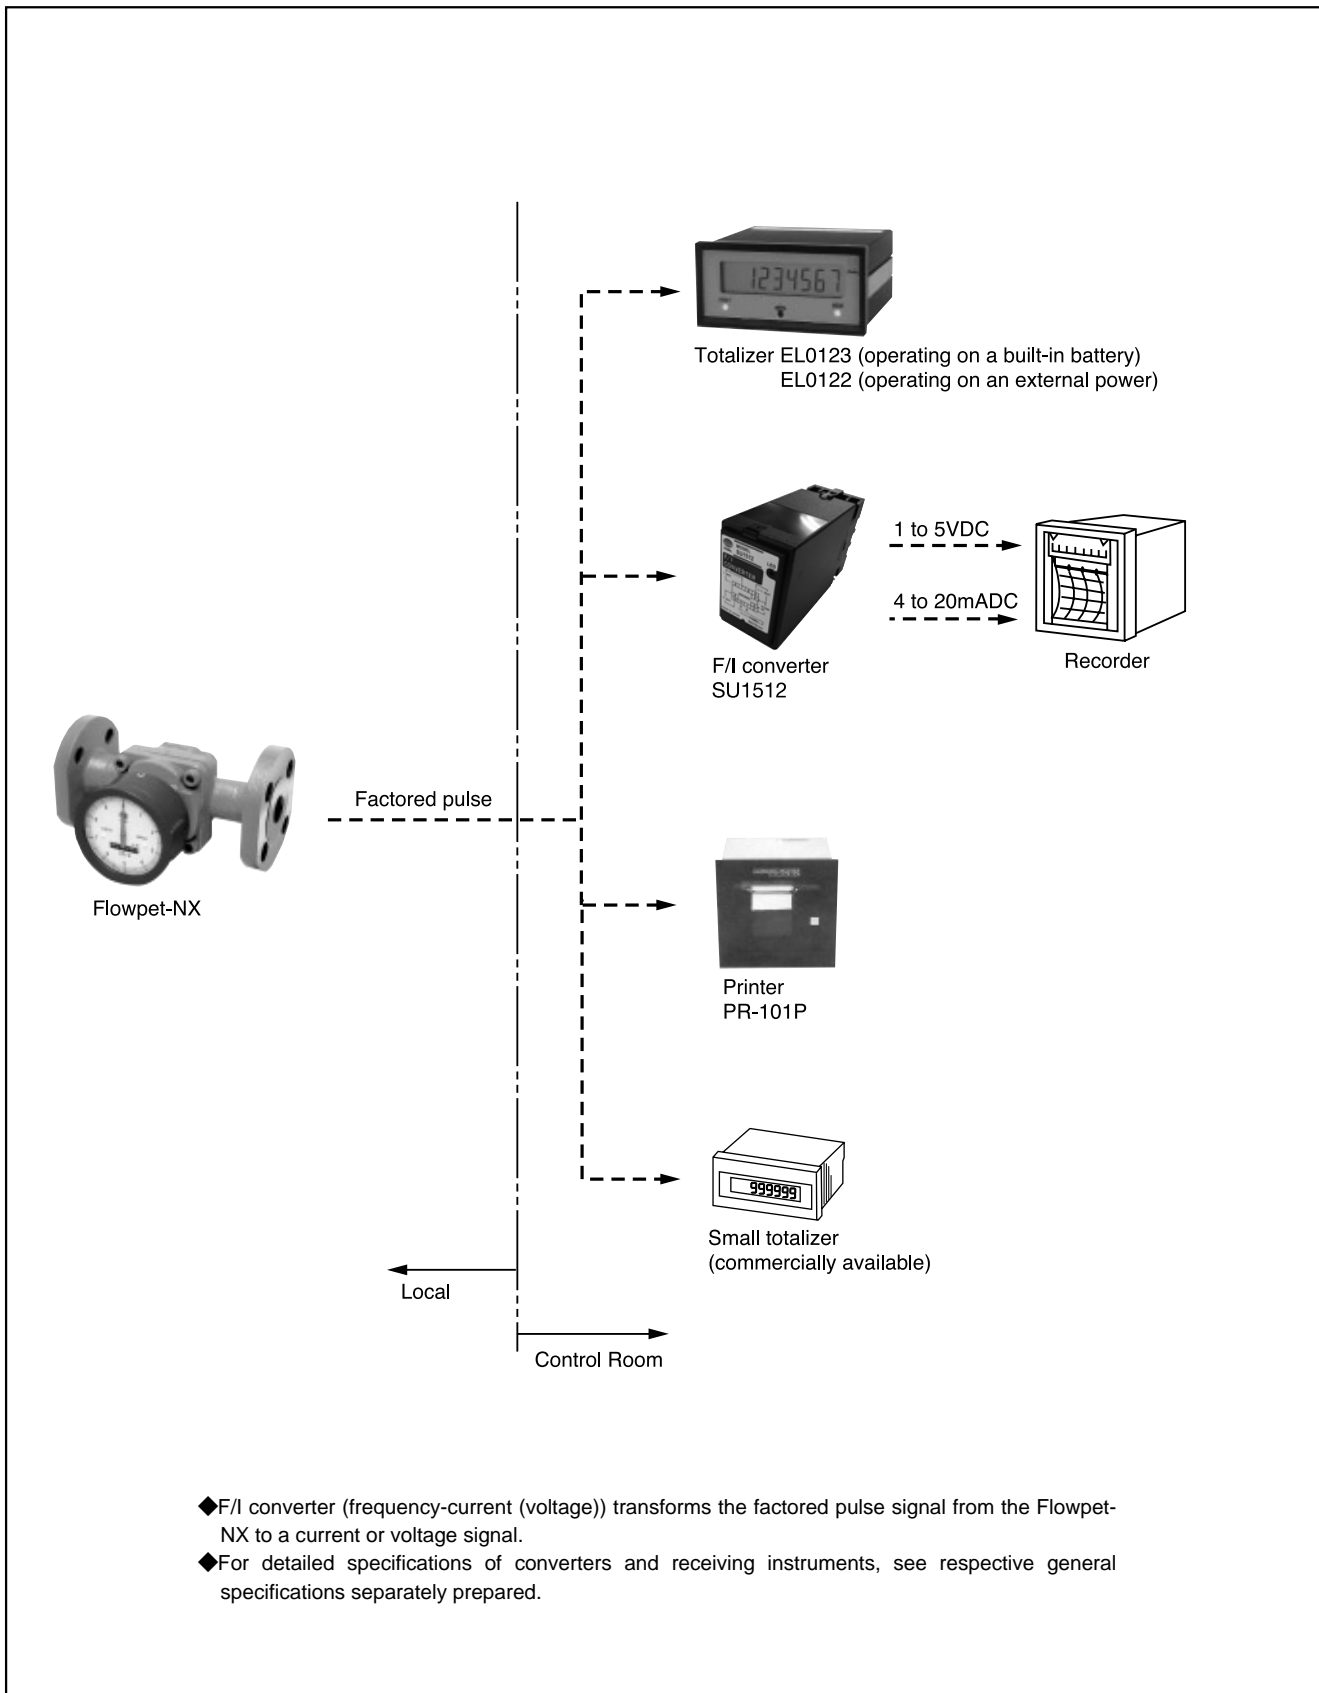 1234567
Totalizer EL0123 (operating on a built-in battery)
EL0122 (operating on an external power)
1 to 5VDC
4 to 20mADC
CONVERTER
F/I converter
SU1512
Recorder
Factored pulse
Flowpet-NX
Printer
PR-101P
999999
Small totalizer
(commercially available)
Local
Control Room
◆F/I converter (frequency-current (voltage)) transforms the factored pulse signal from the Flowpet-
NX to a current or voltage signal.
◆For detailed specifications of converters and receiving instruments, see respective general
specifications separately prepared.